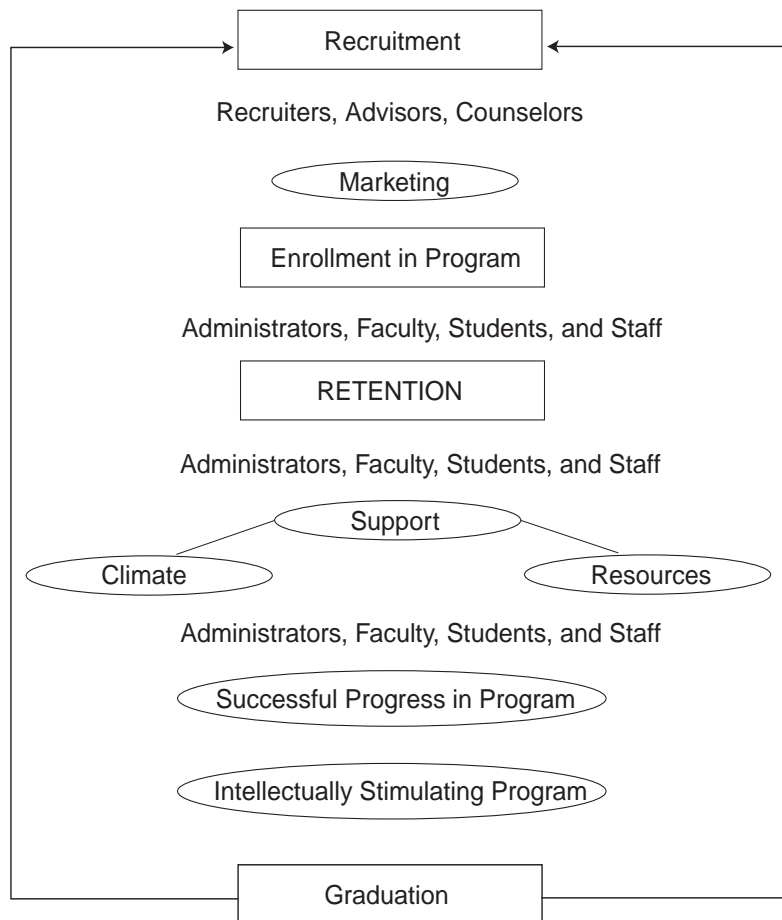 Recruitment
Recruiters, Advisors, Counselors
Marketing
Enrollment in Program
Administrators, Faculty, Students, and Staff
RETENTION
Administrators, Faculty, Students, and Staff
Support
Climate
Resources
Administrators, Faculty, Students, and Staff
Successful Progress in Program
Intellectually Stimulating Program
Graduation